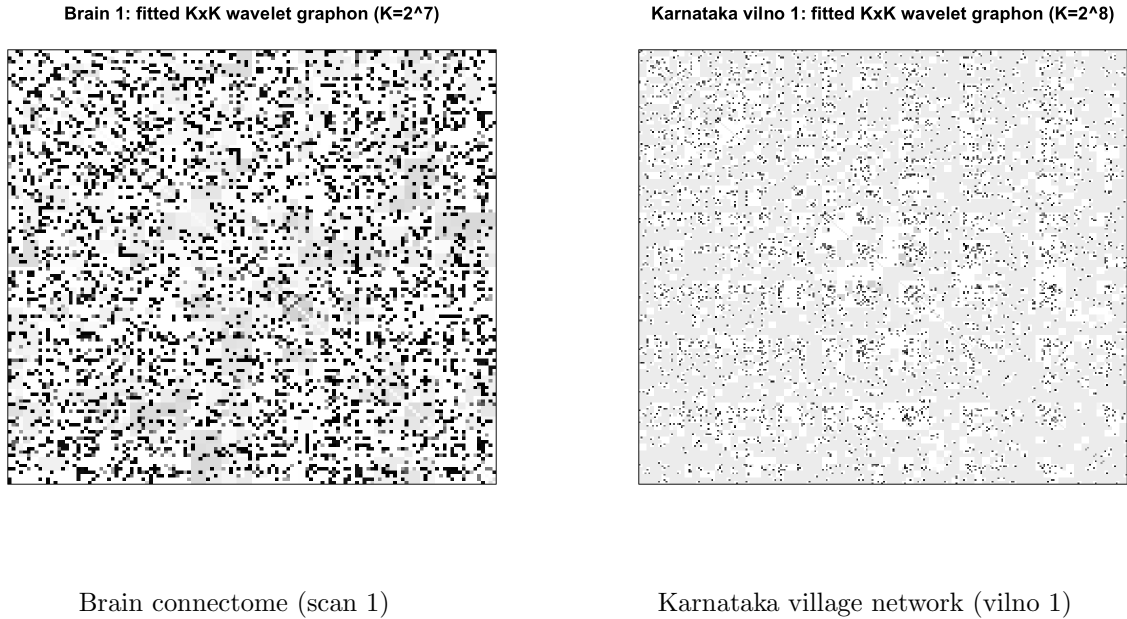 Brain 1: fitted KxK wavelet graphon (K=2^7)
Karnataka vilno 1: fitted KxK wavelet graphon (K=2^8)
Brain connectome (scan 1)
Karnataka village network (vilno 1)